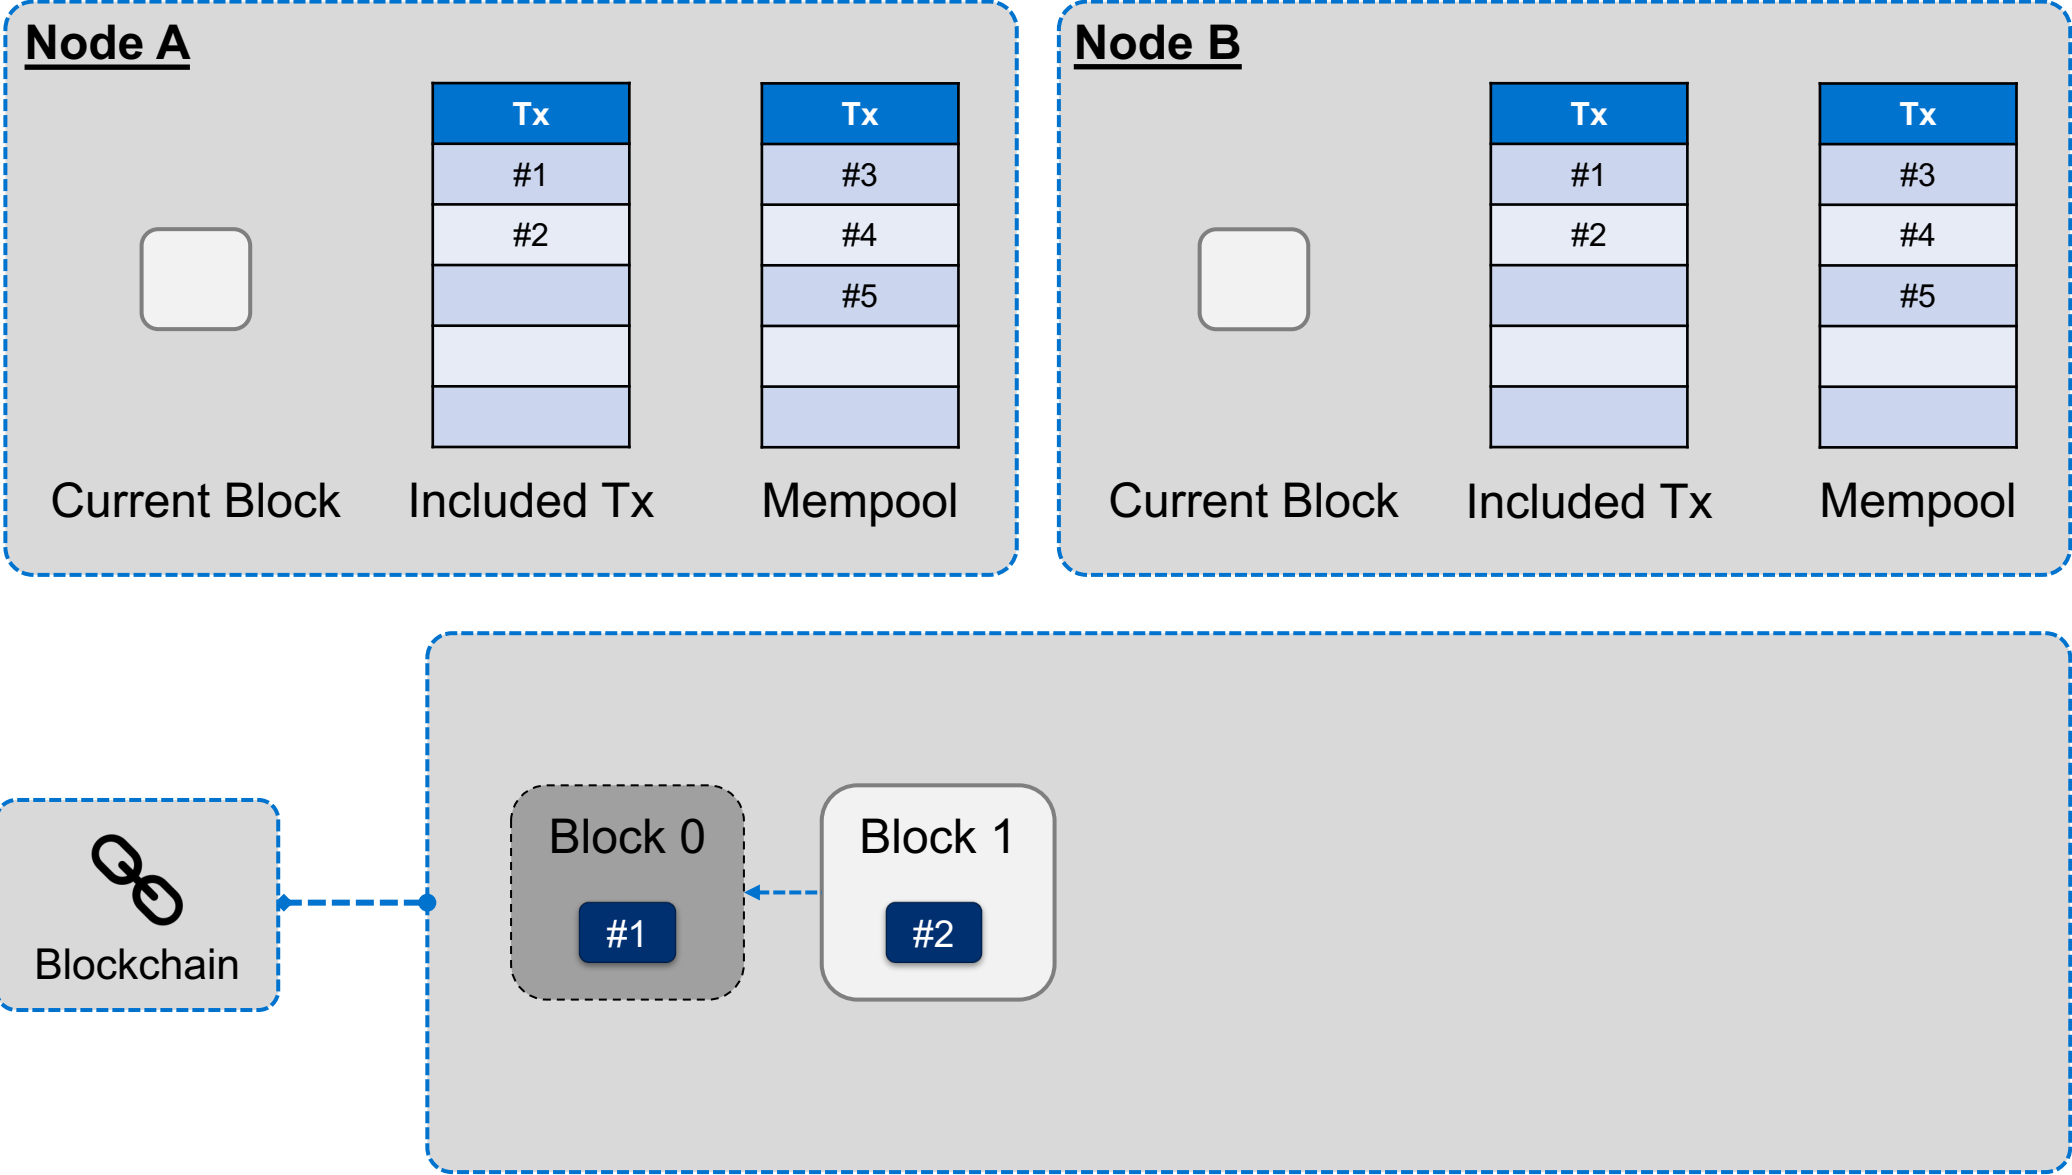 Node A
Tx
#1
#2
Current Block
Included Tx
Tx
#3
#4
#5
Mempool
Node B
Tx
#1
#2
Current Block
Included Tx
Tx
#3
#4
#5
Mempool
Blockchain
Block 0
#1
Block 1
#2